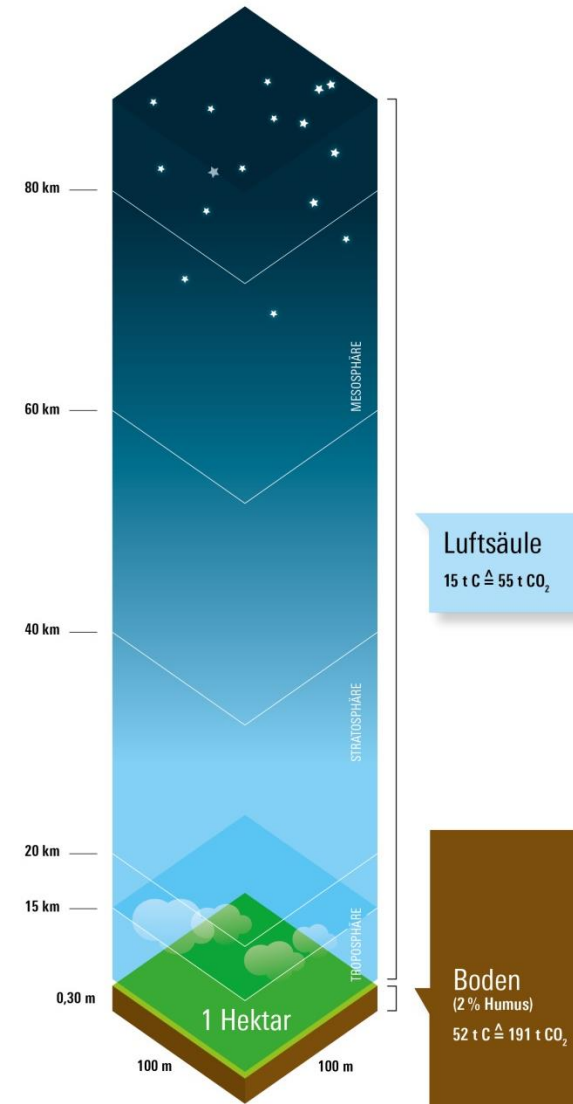 80 km
MESOSPHÄRE
60 km
Luftsäule
15 t C ≙ 55 t CO₂
40 km
STRATOSPHÄRE
20 km
15 km
TROPOSPHÄRE
0,30 m
1 Hektar
Boden
(2 % Humus)
52 t C ≙ 191 t CO₂
100 m
100 m